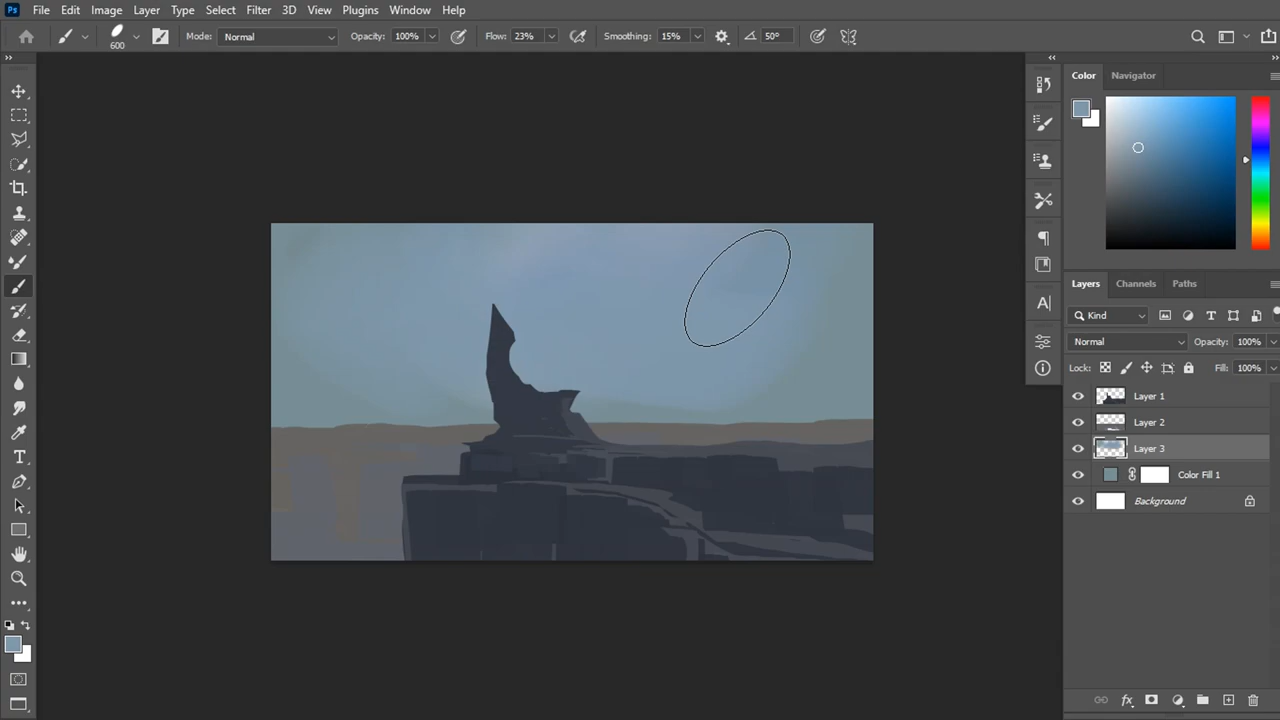 Ps File Edit Image Layer Type Select Filter 3D View Plugins Window Help
600 Mode: Normal Opacity: 100% Flow: 23% Smoothing: 15% 50°
Color Navigator
Layers Channels Paths
Kind
Normal Opacity: 100%
Lock: Fill: 100%
Layer 1
Layer 2
Layer 3
Color Fill 1
Background